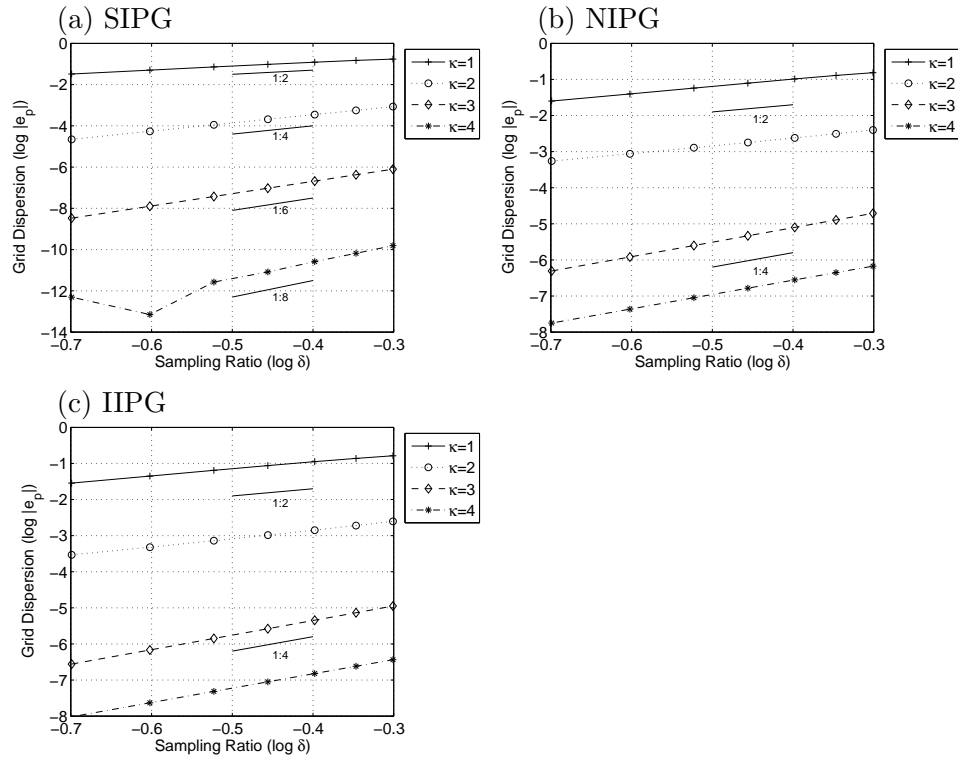 (a) SIPG
0
−2
−4
−6
−8
−10
−12
−14
Grid Dispersion (log |e_p|)
1:2
1:4
1:6
1:8
−0.7 −0.6 −0.5 −0.4 −0.3
Sampling Ratio (log δ)
κ=1
κ=2
κ=3
κ=4
(b) NIPG
0
−1
−2
−3
−4
−5
−6
−7
−8
Grid Dispersion (log |e_p|)
1:2
1:4
−0.7 −0.6 −0.5 −0.4 −0.3
Sampling Ratio (log δ)
κ=1
κ=2
κ=3
κ=4
(c) IIPG
0
−1
−2
−3
−4
−5
−6
−7
−8
Grid Dispersion (log |e_p|)
1:2
1:4
−0.7 −0.6 −0.5 −0.4 −0.3
Sampling Ratio (log δ)
κ=1
κ=2
κ=3
κ=4